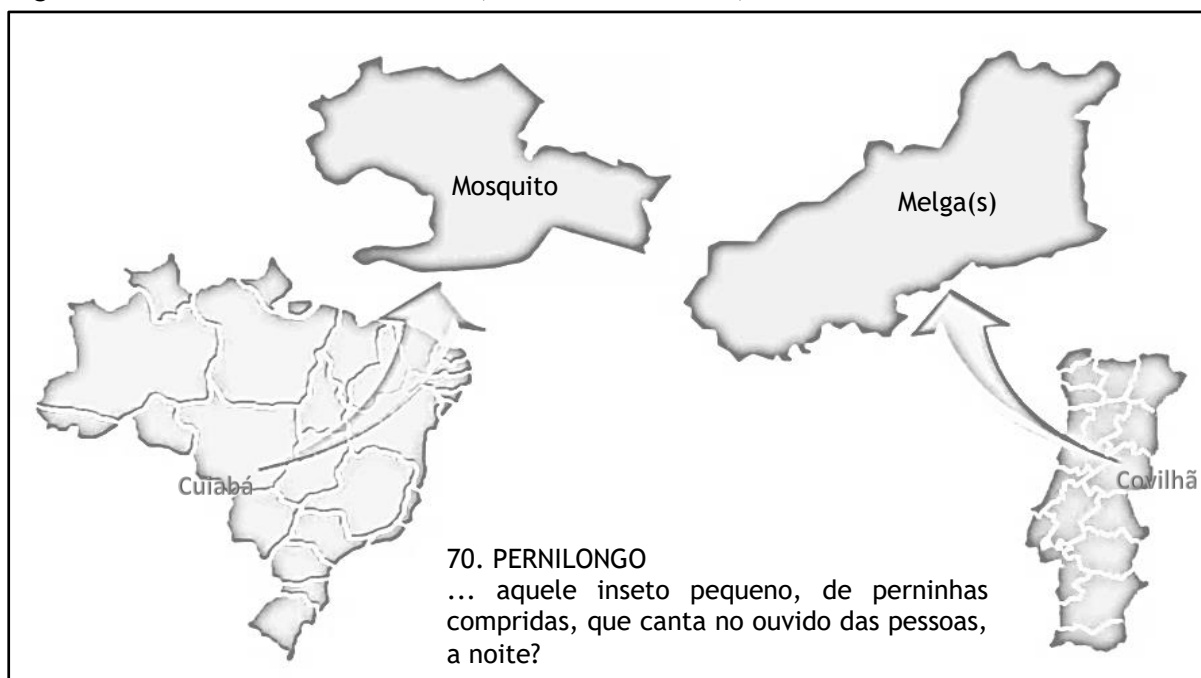 Mosquito
Melga(s)
Cuiabá
Covilhã
70. PERNILONGO
... aquele inseto pequeno, de perninhas
compridas, que canta no ouvido das pessoas,
a noite?